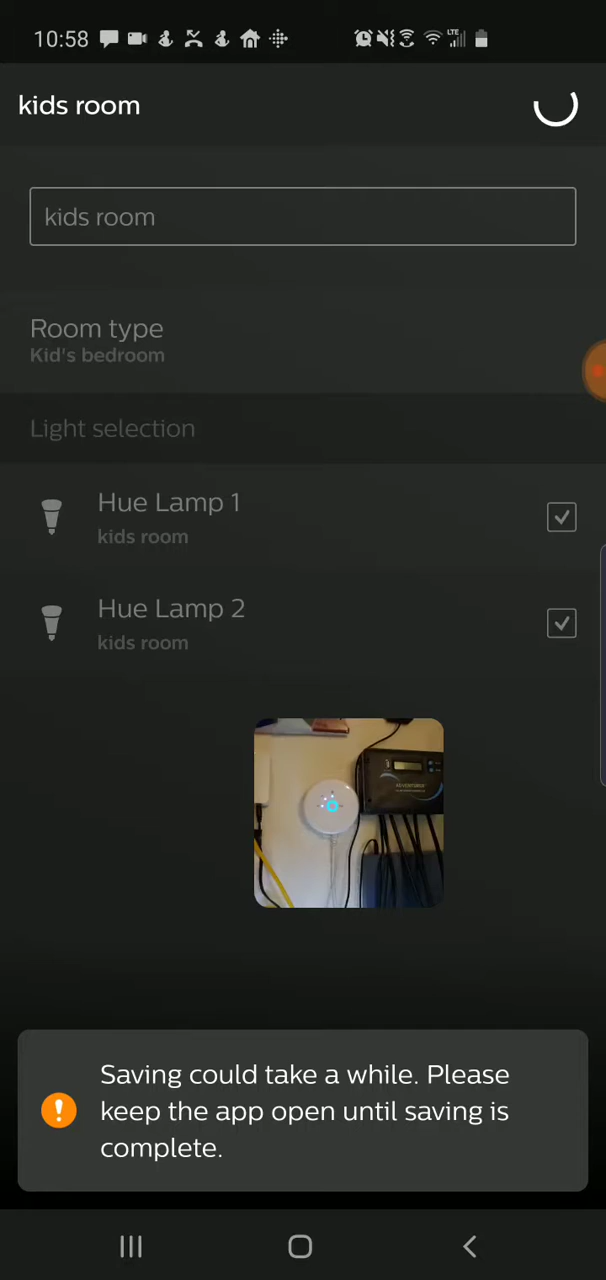 10:58
LTE
kids room
kids room
Room type
Kid's bedroom
Light selection
Hue Lamp 1
kids room
Hue Lamp 2
kids room
Saving could take a while. Please
keep the app open until saving is
complete.